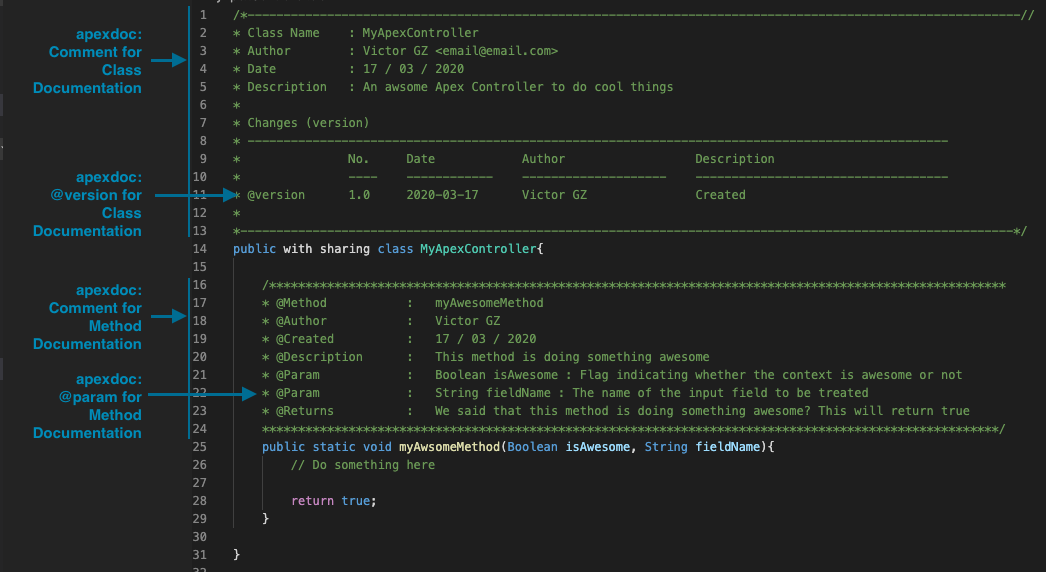 apexdoc:
Comment for
Class
Documentation
apexdoc:
@version for
Class
Documentation
apexdoc:
Comment for
Method
Documentation
apexdoc:
@param for
Method
Documentation
1 /*-----------------------------------------------------------------------------------------------------------//
2 * Class Name : MyApexController
3 * Author : Victor GZ <email@email.com>
4 * Date : 17 / 03 / 2020
5 * Description : An awsome Apex Controller to do cool things
6 *
7 * Changes (version)
8 * -------------------------------------------------------------------------------------------------
9 * No. Date Author Description
10 * ---- ------------ -------------------- -----------------------------------
11 * @version 1.0 2020-03-17 Victor GZ Created
12 *
13 *-----------------------------------------------------------------------------------------------------------*/
14 public with sharing class MyApexController{
15
16 /******************************************************************************************************
17 * @Method : myAwesomeMethod
18 * @Author : Victor GZ
19 * @Created : 17 / 03 / 2020
20 * @Description : This method is doing something awesome
21 * @Param : Boolean isAwesome : Flag indicating whether the context is awesome or not
22 * @Param : String fieldName : The name of the input field to be treated
23 * @Returns : We said that this method is doing something awesome? This will return true
24 ******************************************************************************************************/
25 public static void myAwsomeMethod(Boolean isAwesome, String fieldName){
26 // Do something here
27
28 return true;
29 }
30
31 }